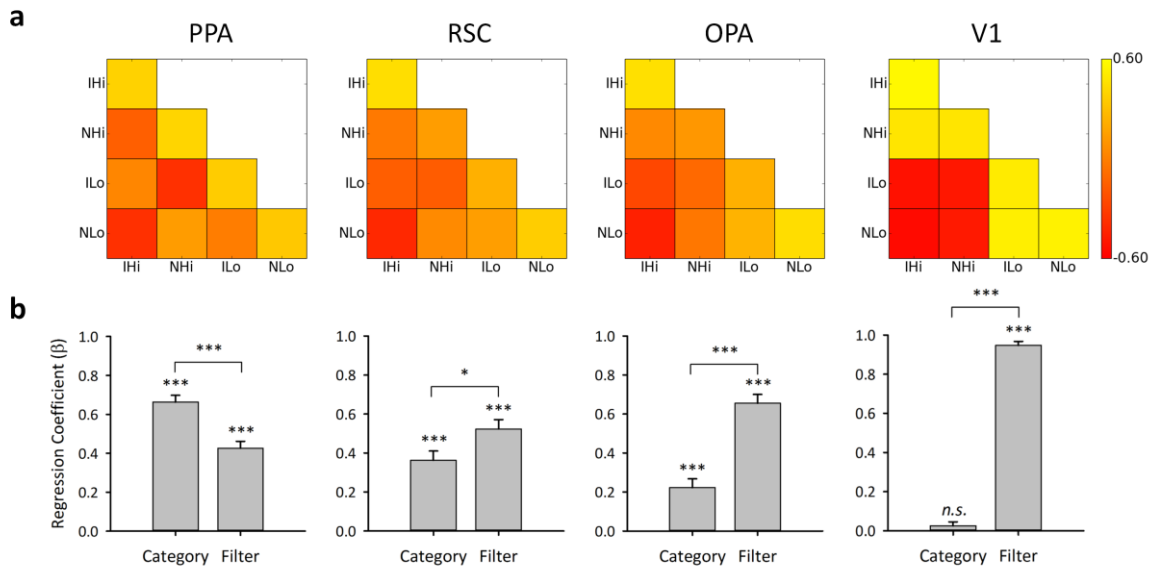 a
PPA RSC OPA V1
IHi NHi ILo NLo
IHi NHi ILo NLo
IHi NHi ILo NLo
IHi NHi ILo NLo
IHi NHi ILo NLo
IHi NHi ILo NLo
IHi NHi ILo NLo
IHi NHi ILo NLo
0.60
-0.60
b
Regression Coefficient (β)
1.0
0.8
0.6
0.4
0.2
0.0
***
***
***
Category Filter
1.0
0.8
0.6
0.4
0.2
0.0
*
***
***
Category Filter
1.0
0.8
0.6
0.4
0.2
0.0
***
***
***
Category Filter
1.0
0.8
0.6
0.4
0.2
0.0
***
***
n.s.
Category Filter